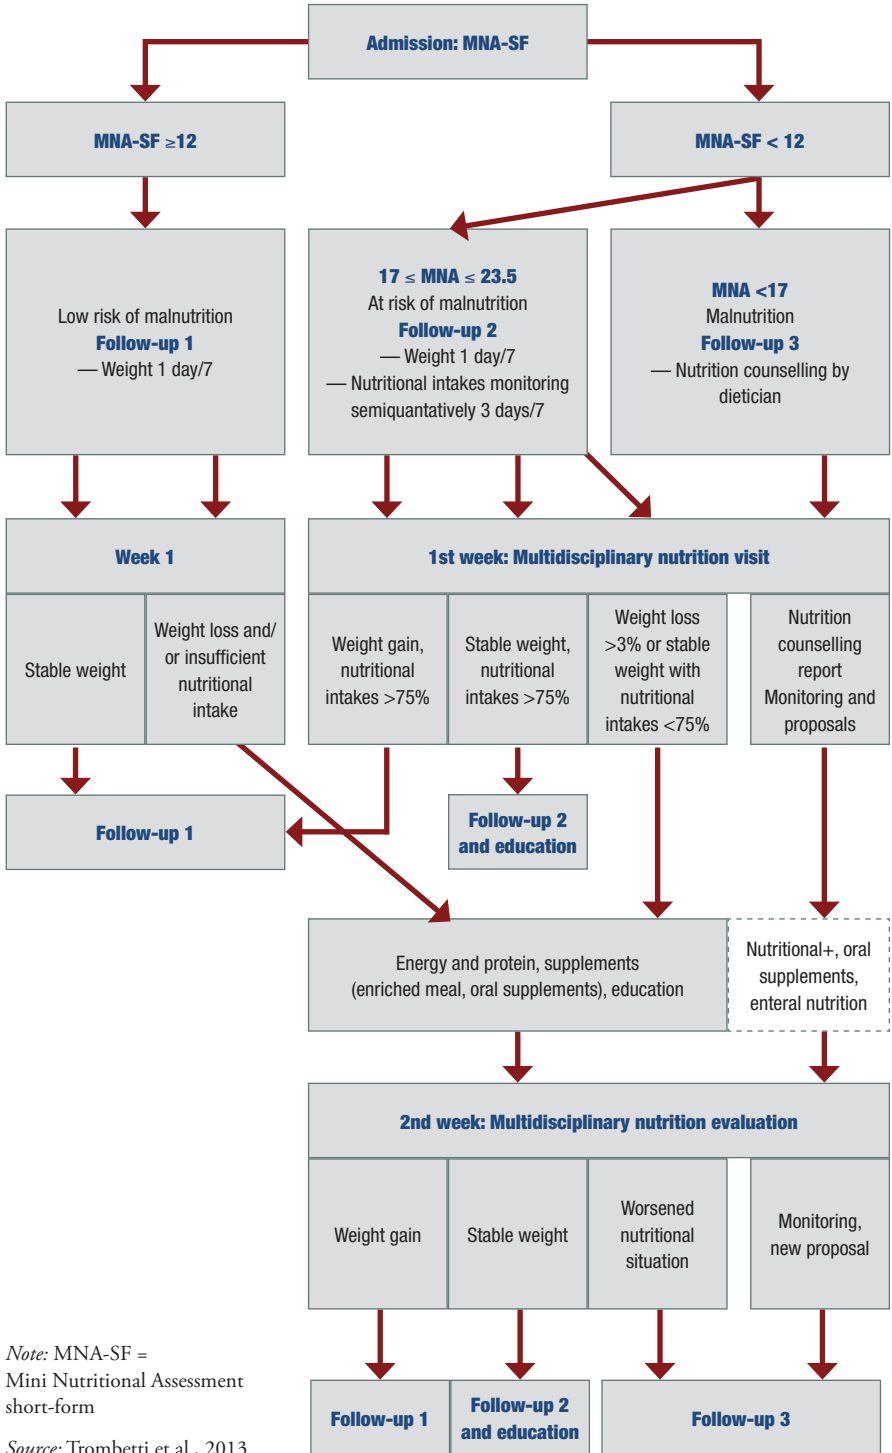 Admission: MNA-SF
MNA-SF ≥12
MNA-SF < 12
Low risk of malnutrition
Follow-up 1
— Weight 1 day/7
17 ≤ MNA ≤ 23.5
At risk of malnutrition
Follow-up 2
— Weight 1 day/7
— Nutritional intakes monitoring
semiquantatively 3 days/7
MNA <17
Malnutrition
Follow-up 3
— Nutrition counselling by
dietician
Week 1
1st week: Multidisciplinary nutrition visit
Stable weight
Weight loss and/
or insufficient
nutritional
intake
Weight gain,
nutritional
intakes >75%
Stable weight,
nutritional
intakes >75%
Weight loss
>3% or stable
weight with
nutritional
intakes <75%
Nutrition
counselling
report
Monitoring and
proposals
Follow-up 1
Follow-up 2
and education
Energy and protein, supplements
(enriched meal, oral supplements), education
Nutritional+, oral
supplements,
enteral nutrition
2nd week: Multidisciplinary nutrition evaluation
Weight gain
Stable weight
Worsened
nutritional
situation
Monitoring,
new proposal
Follow-up 1
Follow-up 2
and education
Follow-up 3
Note: MNA-SF =
Mini Nutritional Assessment
short-form
Source: Trombetti et al., 2013